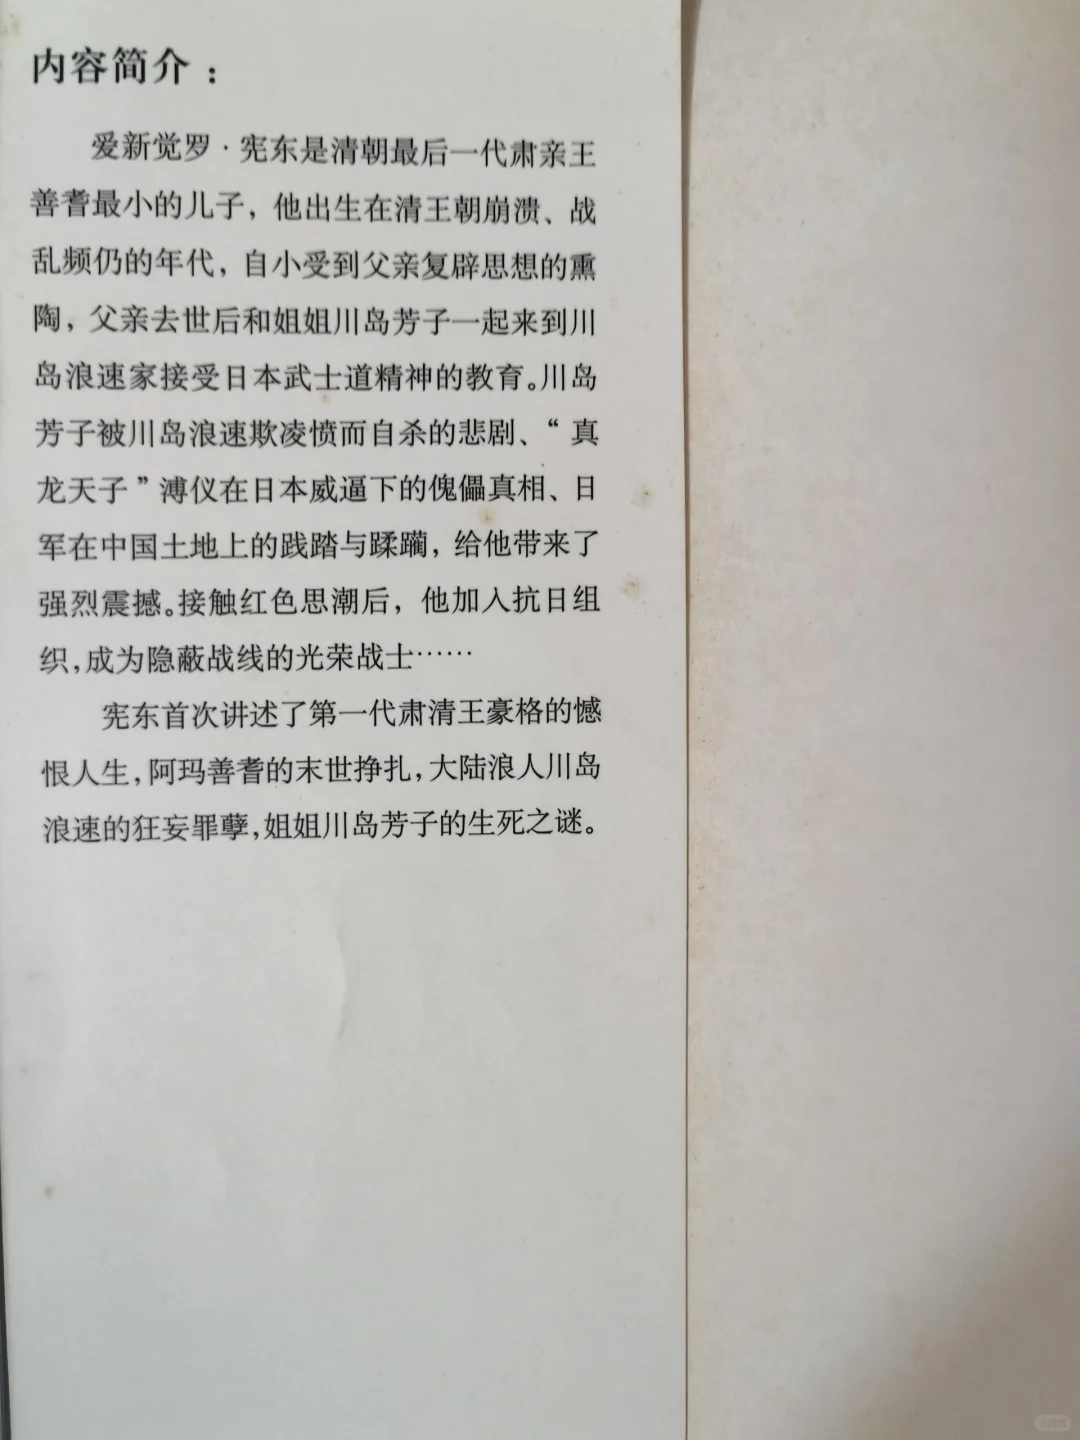 内容简介：
爱新觉罗·宪东是清朝最后一代肃亲王
善耆最小的儿子，他出生在清王朝崩溃、战
乱频仍的年代，自小受到父亲复辟思想的熏
陶，父亲去世后和姐姐川岛芳子一起来到川
岛浪速家接受日本武士道精神的教育。川岛
芳子被川岛浪速欺凌愤而自杀的悲剧、“真
龙天子”溥仪在日本威逼下的傀儡真相、日
军在中国土地上的践踏与蹂躏，给他带来了
强烈震撼。接触红色思潮后，他加入抗日组
织，成为隐蔽战线的光荣战士……
宪东首次讲述了第一代肃清王豪格的憾
恨人生，阿玛善耆的末世挣扎，大陆浪人川岛
浪速的狂妄罪孽，姐姐川岛芳子的生死之谜。
小红书